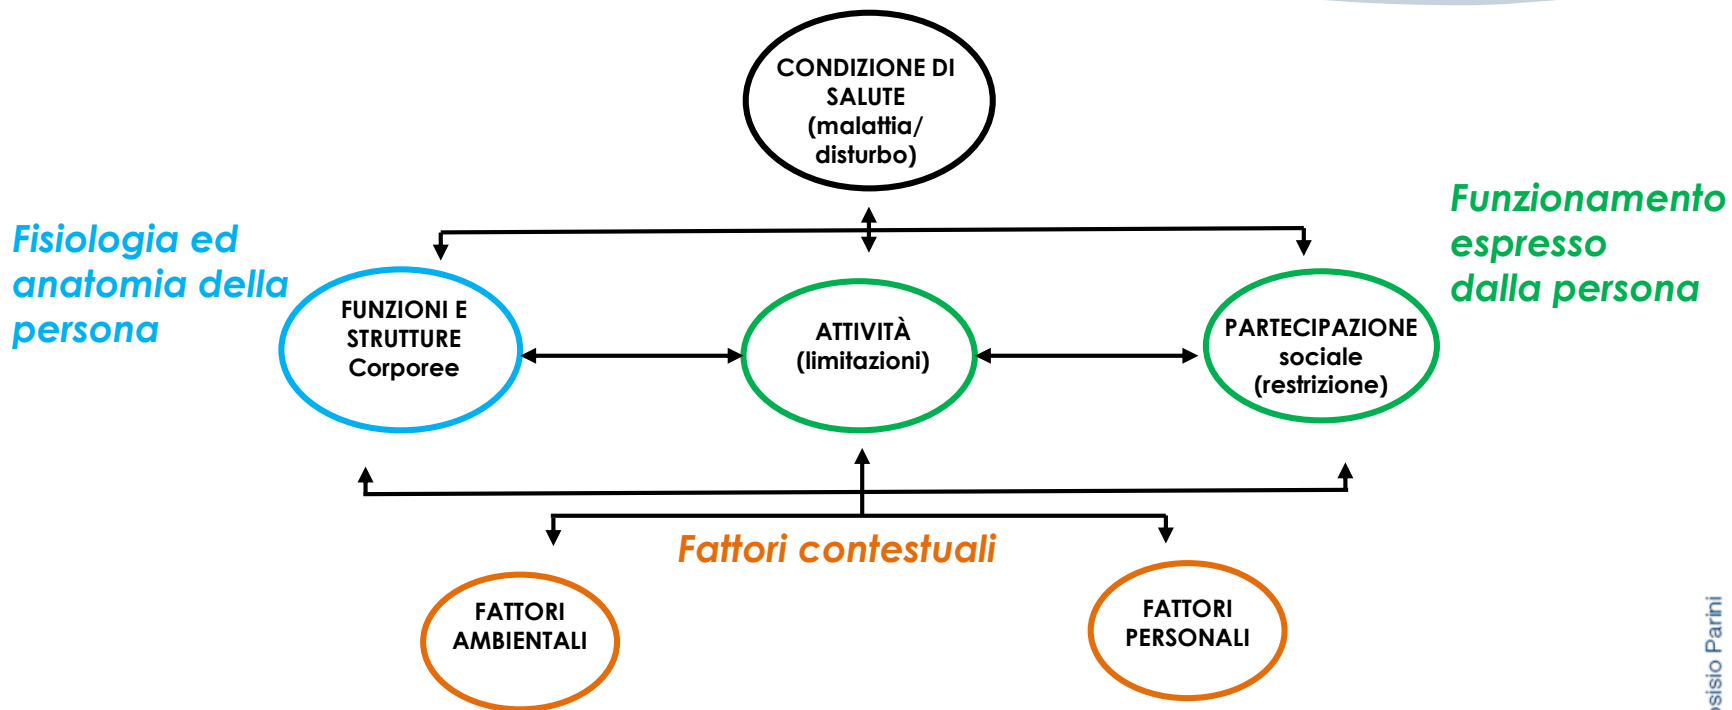 CONDIZIONE DI
SALUTE
(malattia/
disturbo)
Fisiologia ed
anatomia della
persona
Funzionamento
espresso
dalla persona
FUNZIONI E
STRUTTURE
Corporee
ATTIVITÀ
(limitazioni)
PARTECIPAZIONE
sociale
(restrizione)
Fattori contestuali
FATTORI
AMBIENTALI
FATTORI
PERSONALI
Parini